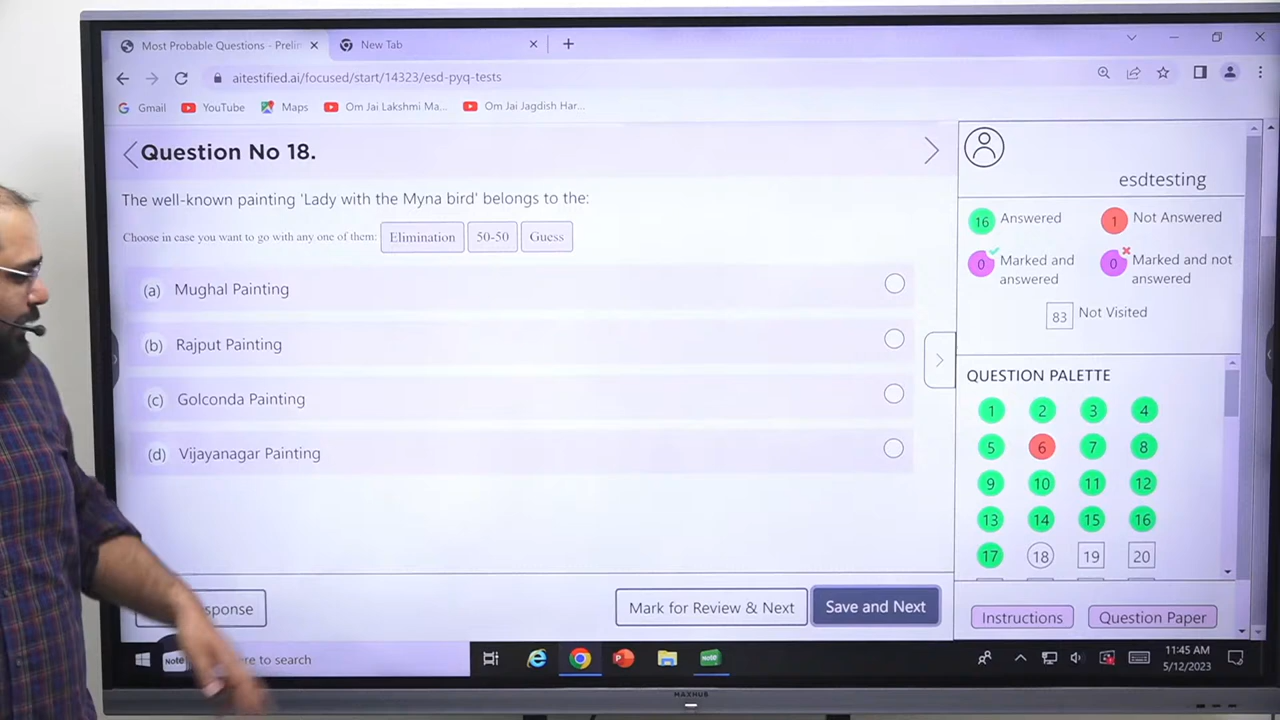 Most Probable Questions - Prelin
New Tab
aitestified.ai/focused/start/14323/esd-pyq-tests
Gmail
YouTube
Maps
Om Jai Lakshmi Ma...
Om Jai Jagdish Har...
Question No 18.
The well-known painting 'Lady with the Myna bird' belongs to the:
Choose in case you want to go with any one of them: Elimination 50-50 Guess
(a) Mughal Painting
(b) Rajput Painting
(c) Golconda Painting
(d) Vijayanagar Painting
sponse
Mark for Review & Next
Save and Next
esdtesting
16 Answered
1 Not Answered
0 Marked and answered
0 Marked and not answered
83 Not Visited
QUESTION PALETTE
1 2 3 4
5 6 7 8
9 10 11 12
13 14 15 16
17 18 19 20
Instructions
Question Paper
Note
re to search
note
11:45 AM
5/12/2023
MAXHUB